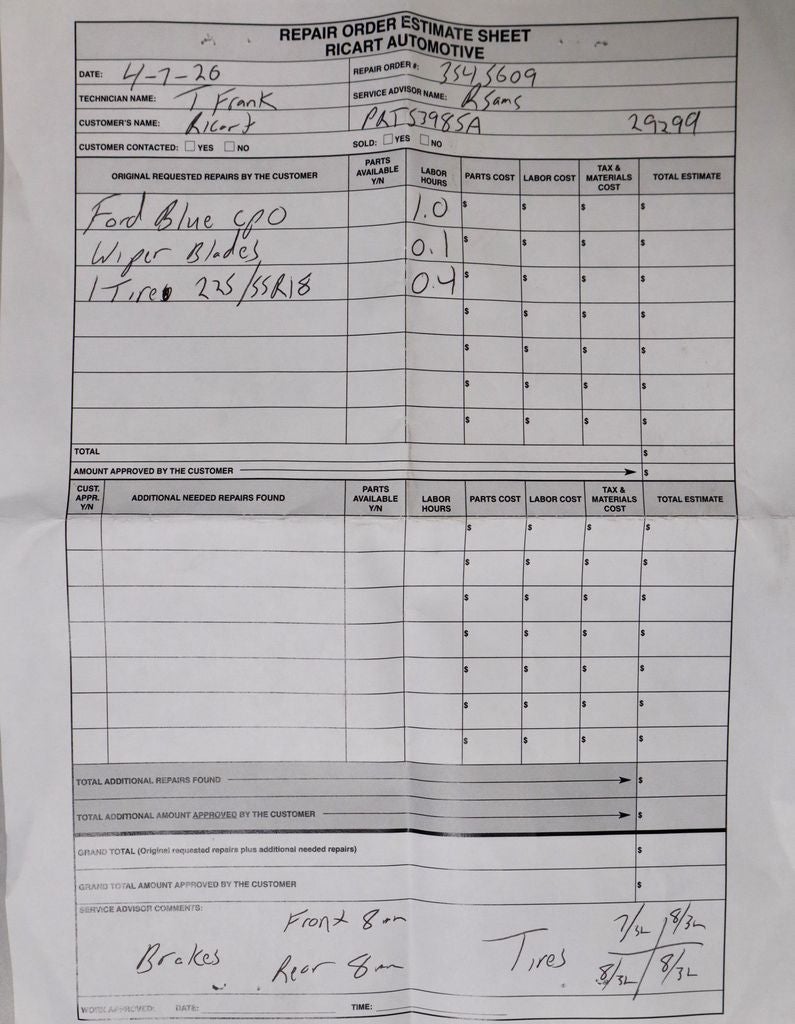 REPAIR ORDER ESTIMATE SHEET
RICART AUTOMOTIVE
DATE: 4-7-26 REPAIR ORDER #: 3545609
TECHNICIAN NAME: T Frank SERVICE ADVISOR NAME: RSams
CUSTOMER'S NAME: Ricart PRT53985A 29299
CUSTOMER CONTACTED: YES NO SOLD: YES NO
ORIGINAL REQUESTED REPAIRS BY THE CUSTOMER PARTS AVAILABLE Y/N LABOR HOURS PARTS COST LABOR COST TAX & MATERIALS COST TOTAL ESTIMATE
Ford Blue CPO 1.0 $ $ $ $
Wiper Blades 0.1 $ $ $ $
1 Tire 225/55R18 0.4 $ $ $ $
$ $ $ $
$ $ $ $
$ $ $ $
$ $ $ $
TOTAL $
AMOUNT APPROVED BY THE CUSTOMER $
CUST. APPR. Y/N ADDITIONAL NEEDED REPAIRS FOUND PARTS AVAILABLE Y/N LABOR HOURS PARTS COST LABOR COST TAX & MATERIALS COST TOTAL ESTIMATE
$ $ $ $
$ $ $ $
$ $ $ $
$ $ $ $
$ $ $ $
$ $ $ $
$ $ $ $
TOTAL ADDITIONAL REPAIRS FOUND $
TOTAL ADDITIONAL AMOUNT APPROVED BY THE CUSTOMER $
GRAND TOTAL (Original requested repairs plus additional needed repairs) $
GRAND TOTAL AMOUNT APPROVED BY THE CUSTOMER $
SERVICE ADVISOR COMMENTS:
Front 8mm 7/32 8/32
Brakes Tires
Rear 8mm 8/32 8/32
WORK APPROVED: DATE: TIME: